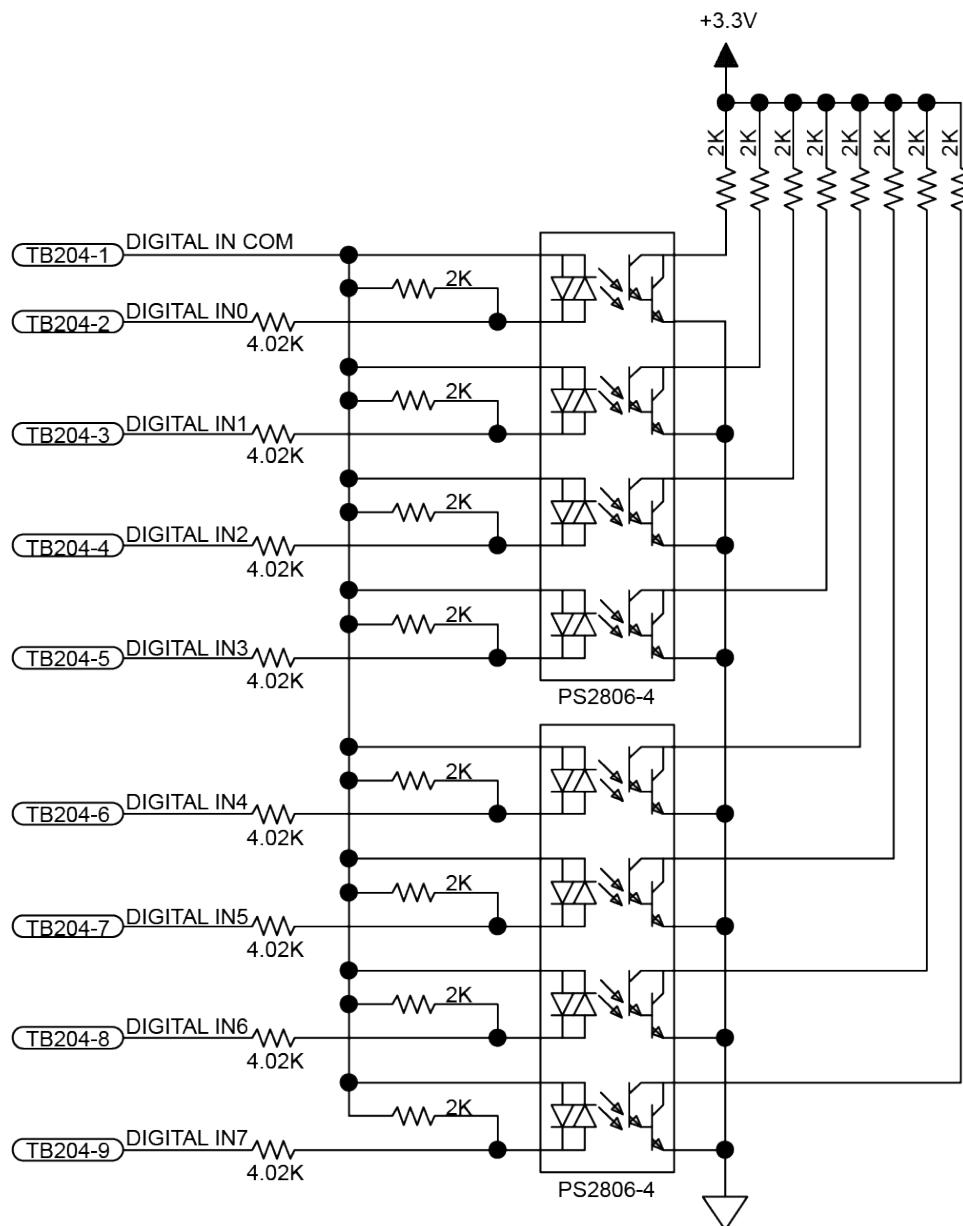 +3.3V
2K 2K 2K 2K 2K 2K 2K 2K
TB204-1 DIGITAL IN COM
2K
TB204-2 DIGITAL IN0
4.02K
2K
TB204-3 DIGITAL IN1
4.02K
2K
TB204-4 DIGITAL IN2
4.02K
2K
TB204-5 DIGITAL IN3
4.02K
PS2806-4
2K
TB204-6 DIGITAL IN4
4.02K
2K
TB204-7 DIGITAL IN5
4.02K
2K
TB204-8 DIGITAL IN6
4.02K
2K
TB204-9 DIGITAL IN7
4.02K
PS2806-4